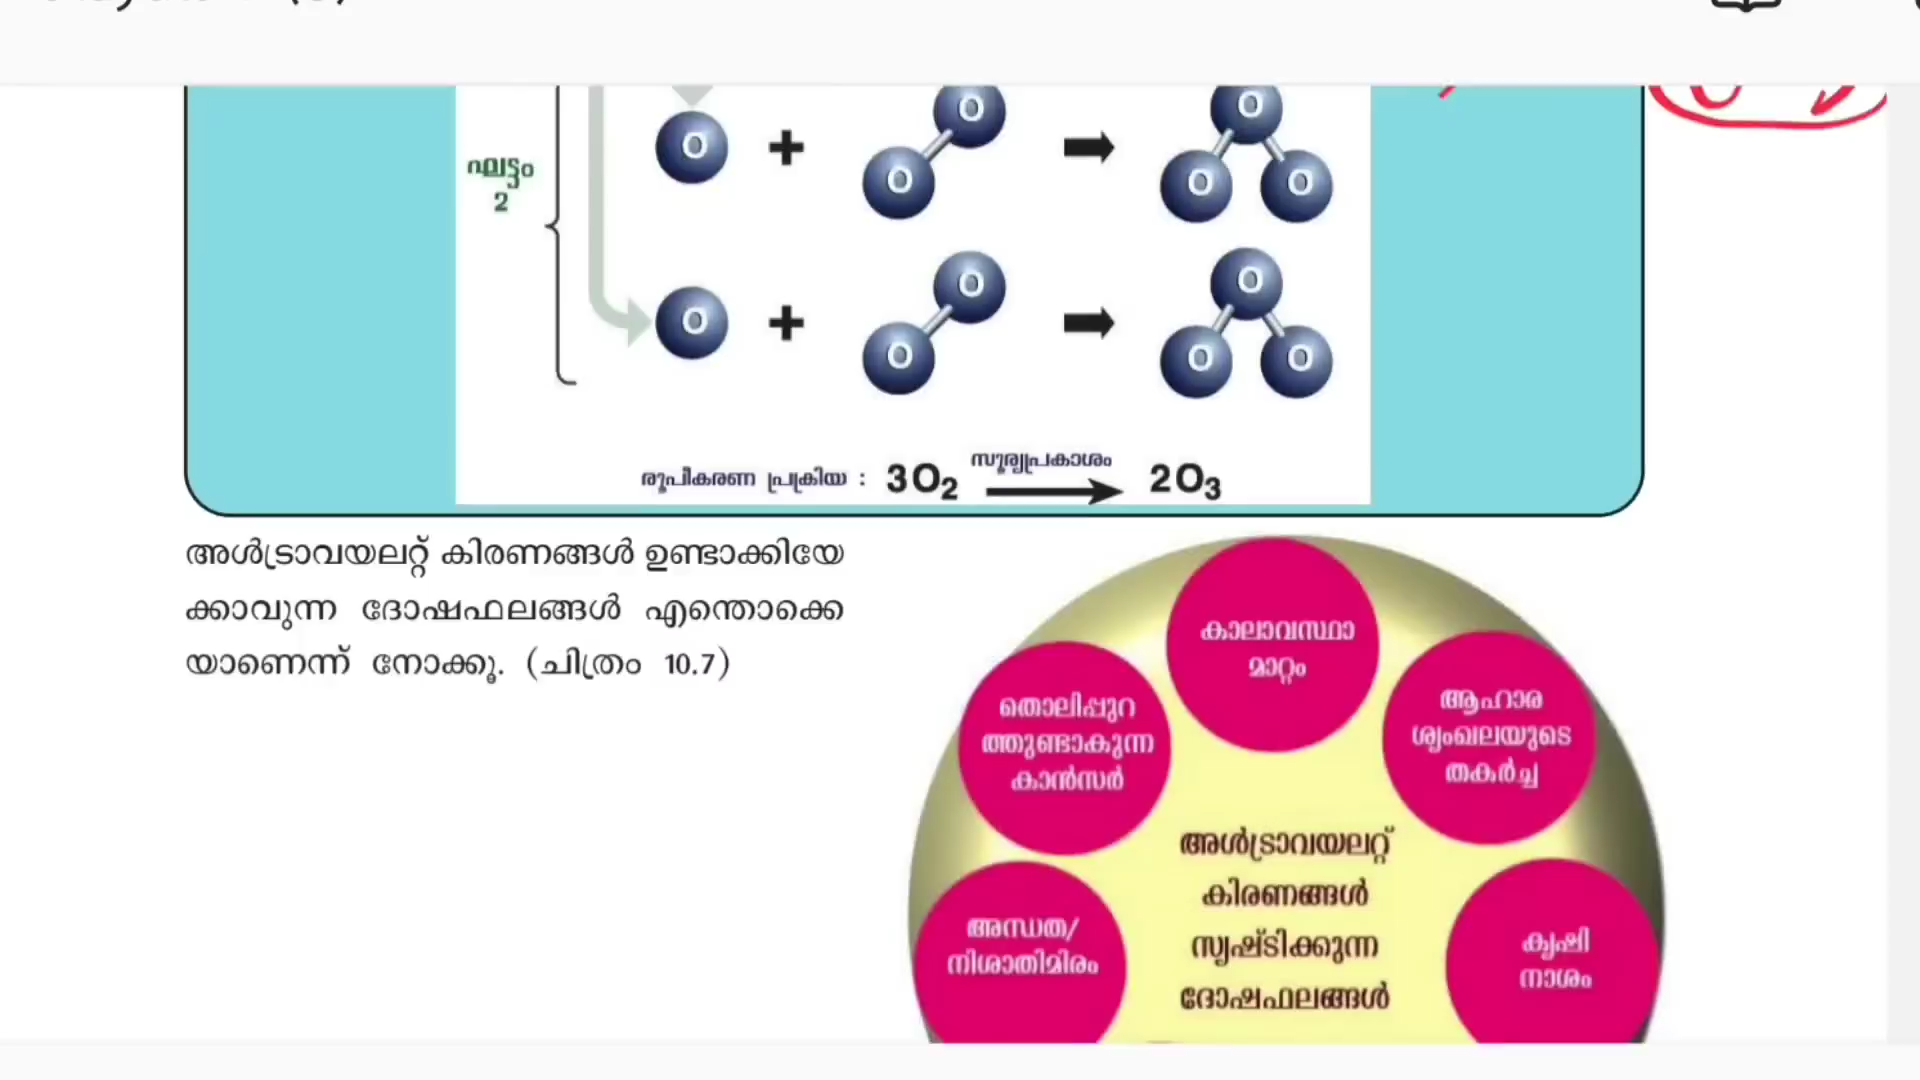 ഘട്ടം
2
O + O O → O O O
O + O O → O O O
രൂപീകരണ പ്രക്രിയ : 3O₂ സൂര്യപ്രകാശം → 2O₃
അൾട്രാവയലറ്റ് കിരണങ്ങൾ ഉണ്ടാക്കിയേ
ക്കാവുന്ന ദോഷഫലങ്ങൾ എന്തൊക്കെ
യാണെന്ന് നോക്കൂ. (ചിത്രം 10.7)
കാലാവസ്ഥാ
മാറ്റം
തൊലിപ്പുറ
ത്തുണ്ടാകുന്ന
കാൻസർ
ആഹാര
ശൃംഖലയുടെ
തകർച്ച
അൾട്രാവയലറ്റ്
കിരണങ്ങൾ
സൃഷ്ടിക്കുന്ന
ദോഷഫലങ്ങൾ
അന്ധത/
നിശാതിമിരം
കൃഷി
നാശം